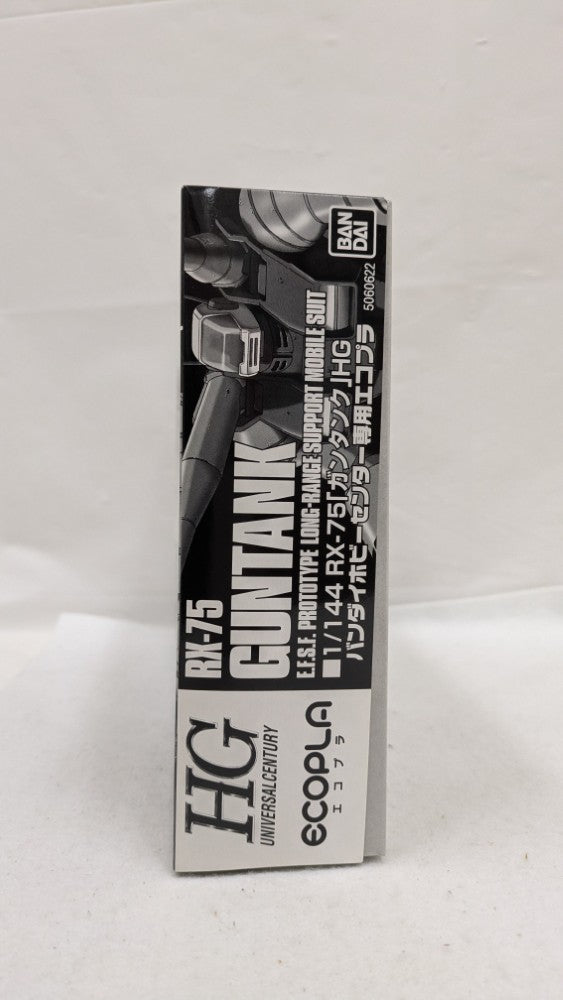 HG
UNIVERSALCENTURY
ECOPLA
エコプラ
RX-75
GUNTANK
E.F.S.F. PROTOTYPE LONG-RANGE SUPPORT MOBILE SUIT
■1/144 RX-75「ガンタンク」HG
バンダイホビーセンター専用エコプラ
BAN
DAI
5060622